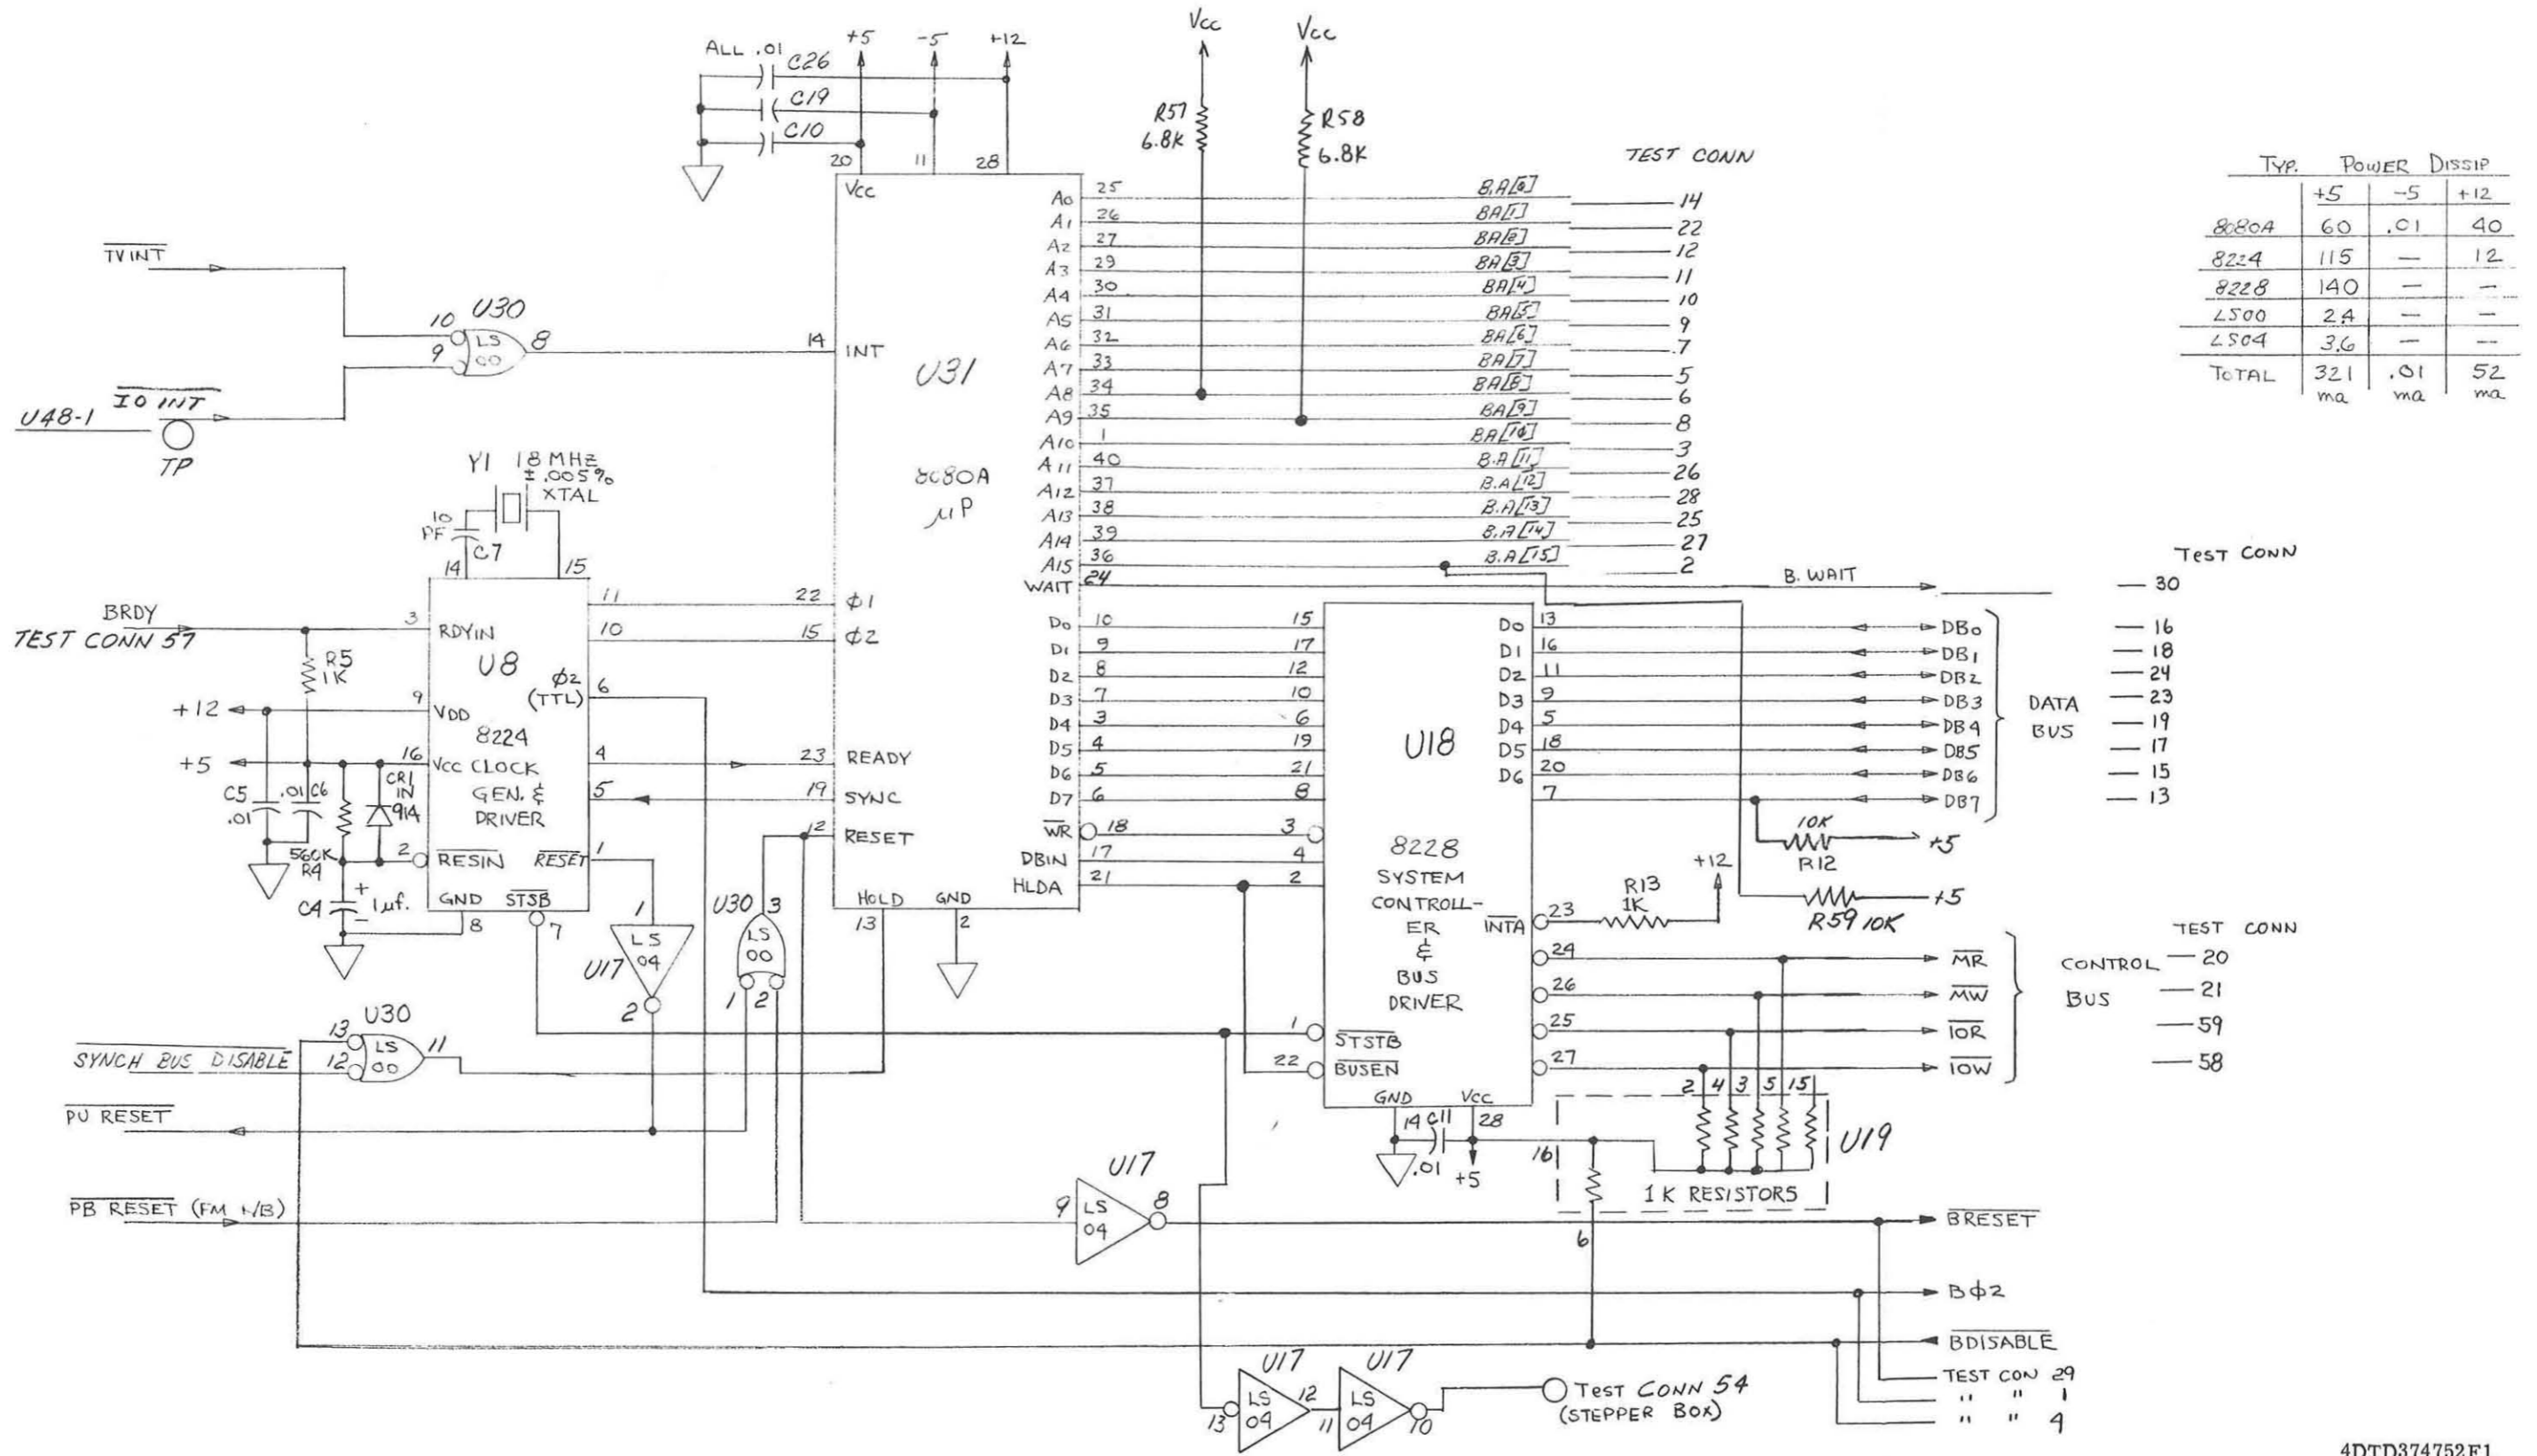 Vcc
Vcc
ALL .01
+5
-5
+12
C26
C19
C10
R57
6.8K
R58
6.8K
TEST CONN
TYP. POWER DISSIP
+5 -5 +12
8080A 60 .01 40
8224 115 — 12
8228 140 — —
LS00 2.4 — —
LS04 3.6 — —
TOTAL 321 .01 52
ma ma ma
20
11
28
Vcc
A0 25 B.A[0] 14
A1 26 BA[1] 22
A2 27 BA[2] 12
A3 29 BA[3] 11
A4 30 BA[4] 10
A5 31 BA[5] 9
A6 32 BA[6] 7
A7 33 BA[7] 5
A8 34 BA[8] 6
A9 35 BA[9] 8
A10 1 BA[10] 3
A11 40 B.A[11] 26
A12 37 B.A[12] 28
A13 38 B.A[13] 25
A14 39 B.A[14] 27
A15 36 B.A[15] 2
WAIT 24 B. WAIT
TEST CONN
30
TVINT
10 U30
9
LS
00
8
14 INT
IO INT
U48-1
TP
U31
8080A
μP
Y1 18 MHZ
±.005%
XTAL
10
PF
C7
14
15
BRDY
TEST CONN 57
3 RDYIN
R5
1K
U8
11
22 φ1
10
15 φ2
φ2
(TTL)
6
+12
9 VDD
8224
+5
16 Vcc CLOCK
GEN. &
DRIVER
4
23 READY
5
19 SYNC
12 RESET
C5
.01
.01 C6
CR1
IN
914
560K
R4
2 RESIN
RESET 1
C4
+
1 μf.
−
GND
8
STSB
7
D0 10 15 D0 13 DB0 16
D1 9 17 D1 16 DB1 18
D2 8 12 D2 11 DB2 24
D3 7 10 D3 9 DB3 23
D4 3 6 D4 5 DB4 19
D5 4 19 D5 18 DB5 17
D6 5 21 D6 20 DB6 15
D7 6 8 7 DB7 13
DATA
BUS
U18
WR 18 3
DBIN 17 4
HLDA 21 2
8228
SYSTEM
CONTROLL-
ER
&
BUS
DRIVER
10K
R12
+5
+12
R13
1K
R59 10K
+5
INTA 23
HOLD
13
GND
2
1
LS
04
U17
2
U30 3
LS
00
1 2
TEST CONN
24 MR 20
26 MW 21
25 IOR 59
27 IOW 58
CONTROL
BUS
1 STSTB
22 BUSEN
GND
14
Vcc
28
C11
.01
+5
2 4 3 5 15
16
1 K RESISTORS
U19
6
U30
13
12
LS
00
11
SYNCH BUS DISABLE
PU RESET
PB RESET (FM N/B)
U17
9 LS
04
8
BRESET
Bφ2
BDISABLE
TEST CON 29
" " 1
" " 4
U17
13 LS
04
12
U17
11 LS
04
10
TEST CONN 54
(STEPPER BOX)
4DTD374752F1